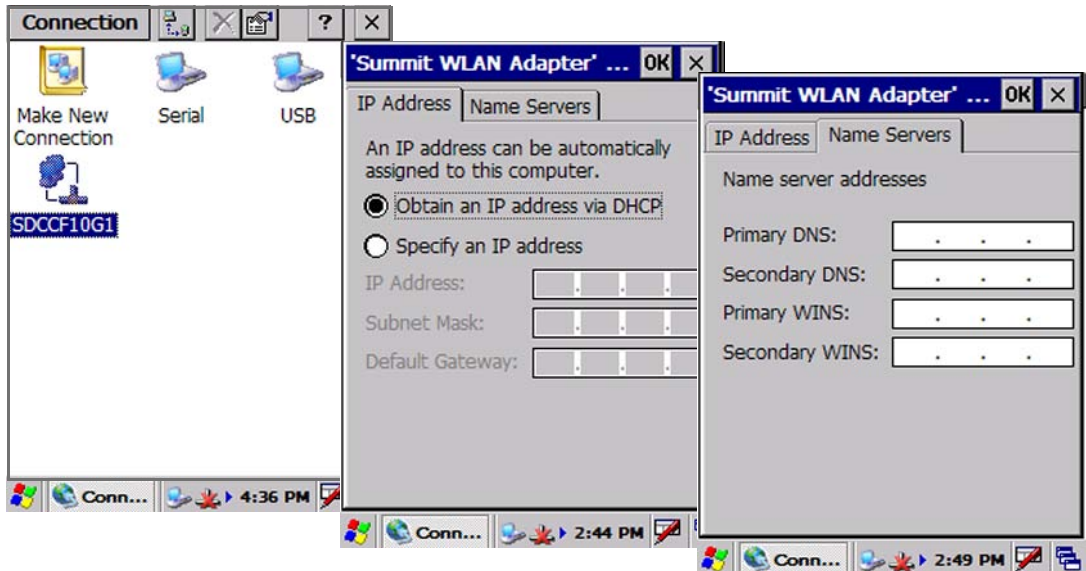 Connection ? ×
Make New
Connection
Serial
USB
SDCCF10G1
Conn... 4:36 PM
'Summit WLAN Adapter' ... OK ×
IP Address Name Servers
An IP address can be automatically
assigned to this computer.
Obtain an IP address via DHCP
Specify an IP address
IP Address: . . .
Subnet Mask: . . .
Default Gateway: . . .
Conn... 2:44 PM
'Summit WLAN Adapter' ... OK ×
IP Address Name Servers
Name server addresses
Primary DNS: . . .
Secondary DNS: . . .
Primary WINS: . . .
Secondary WINS: . . .
Conn... 2:49 PM